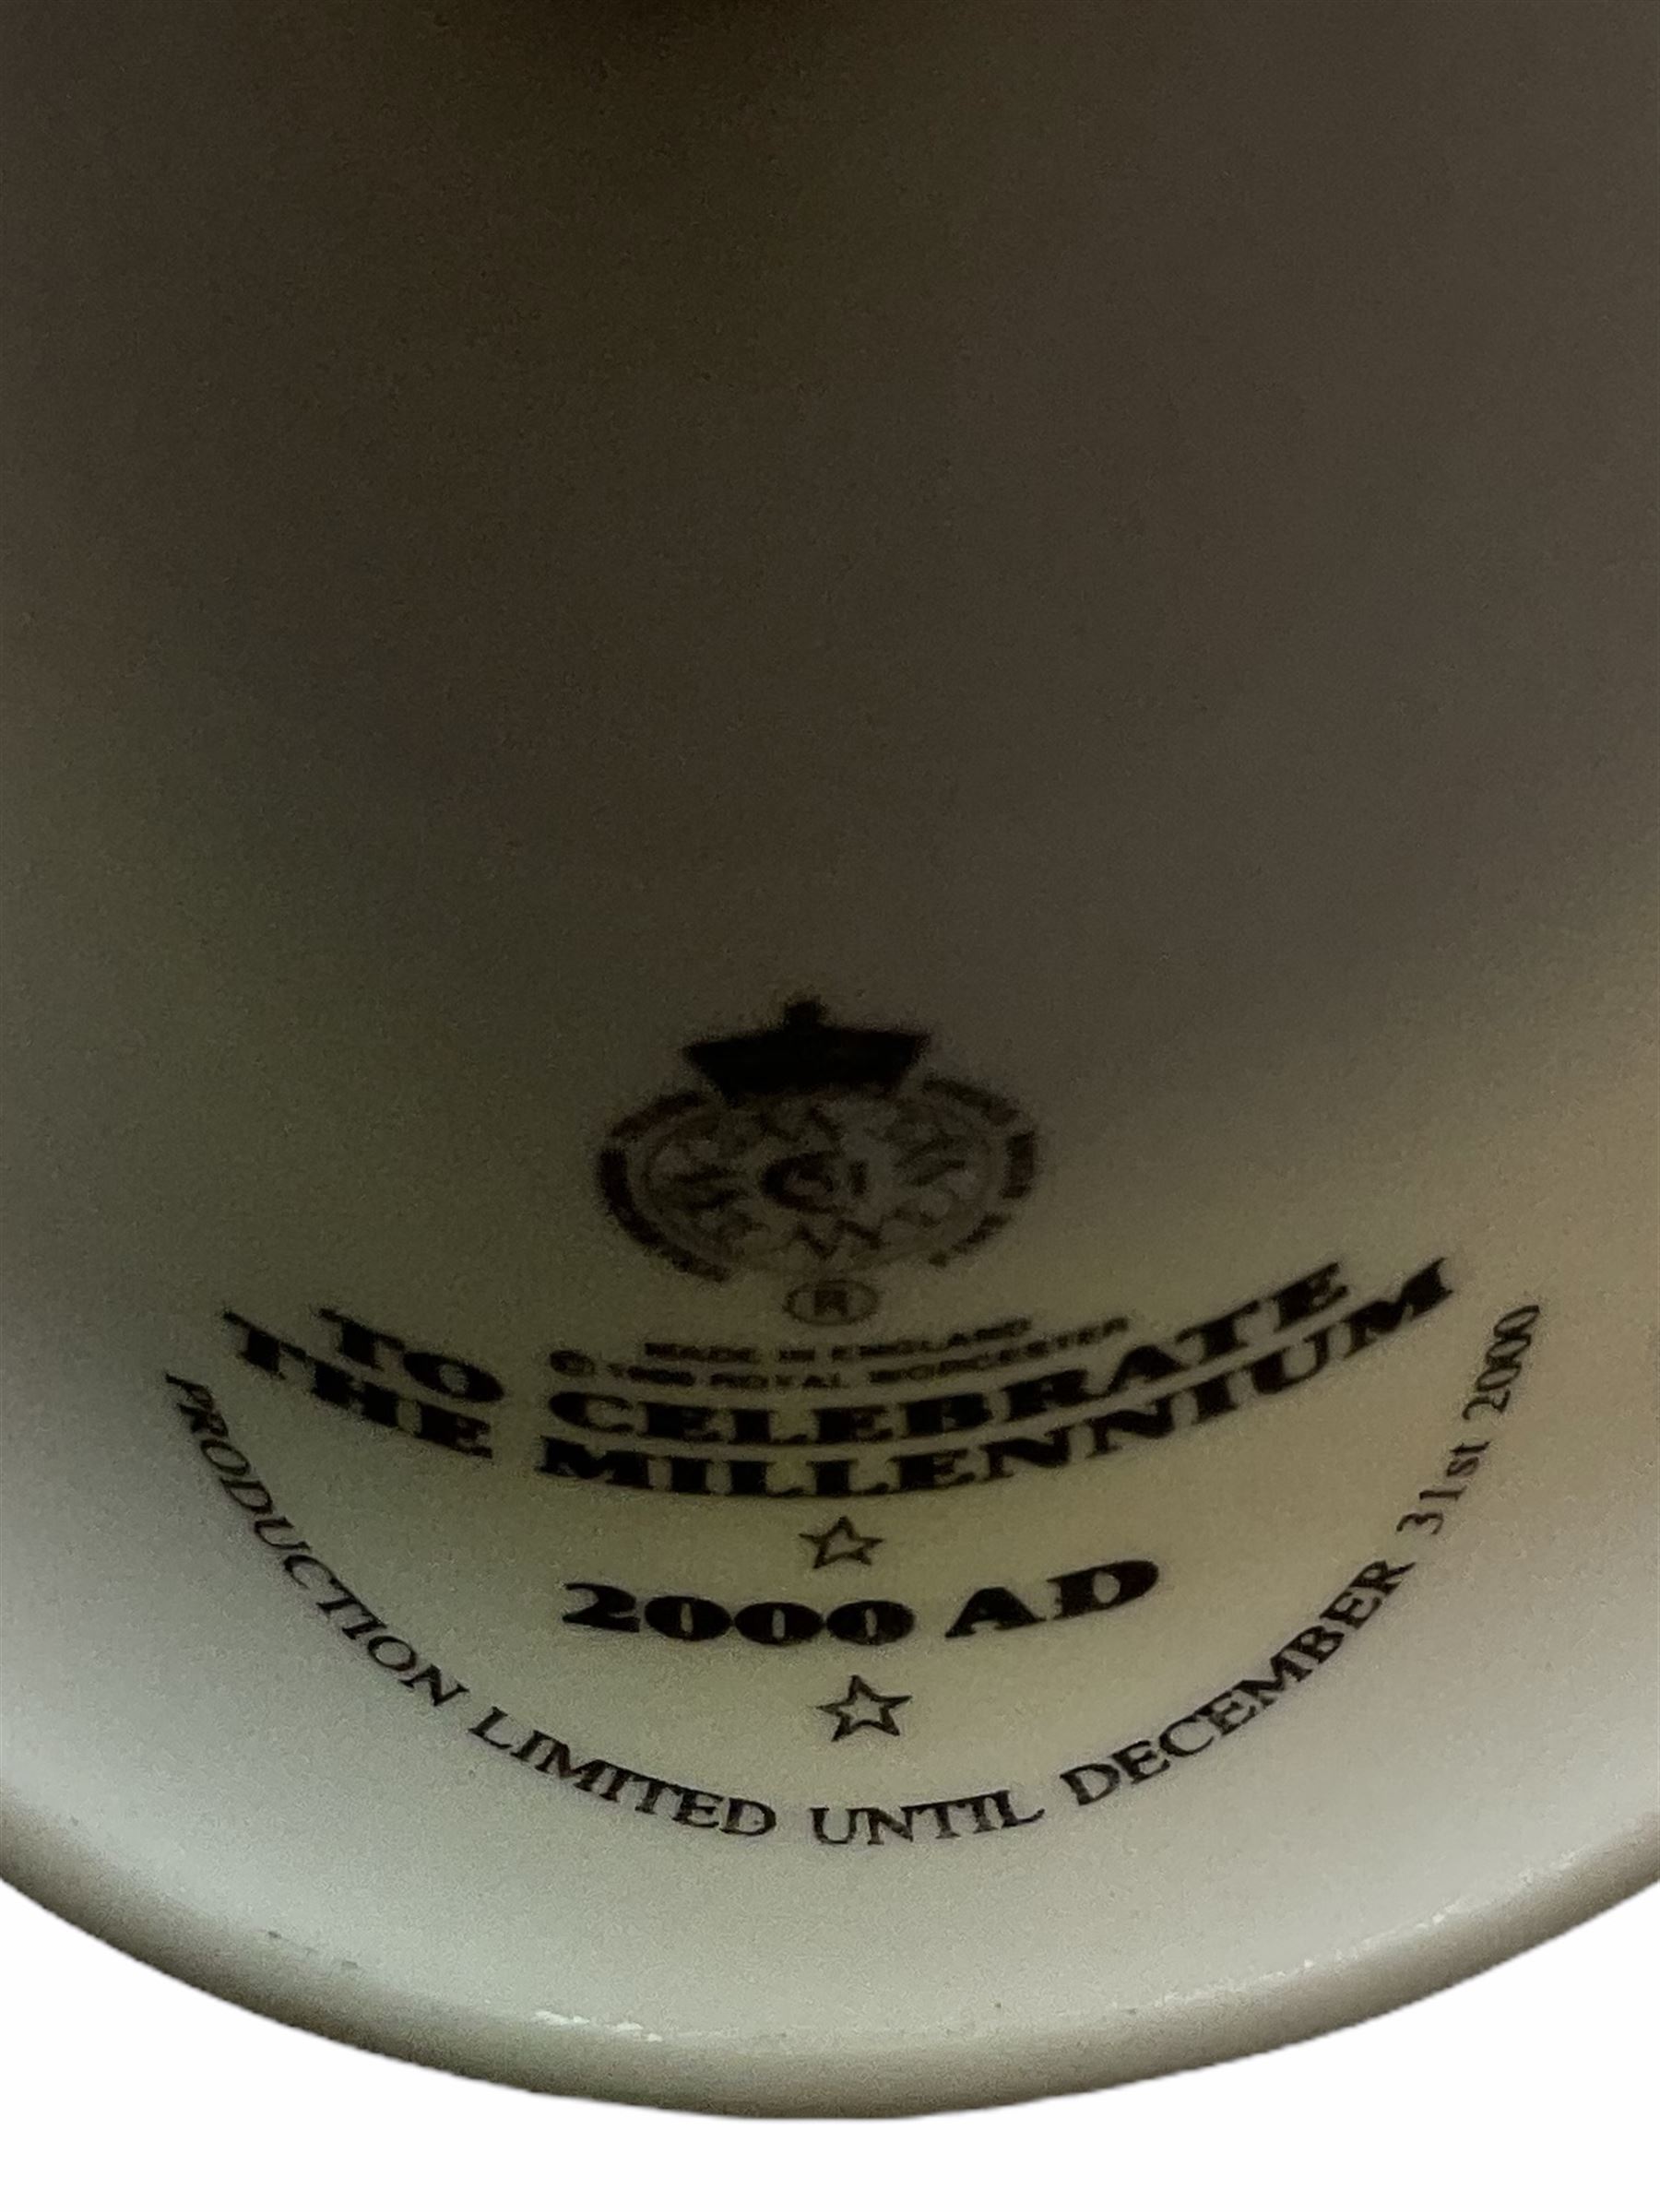 ®
MADE IN ENGLAND
ROYAL WORCESTER
TO CELEBRATE
THE MILLENNIUM
2000 AD
PRODUCTION LIMITED UNTIL DECEMBER 31st 2000